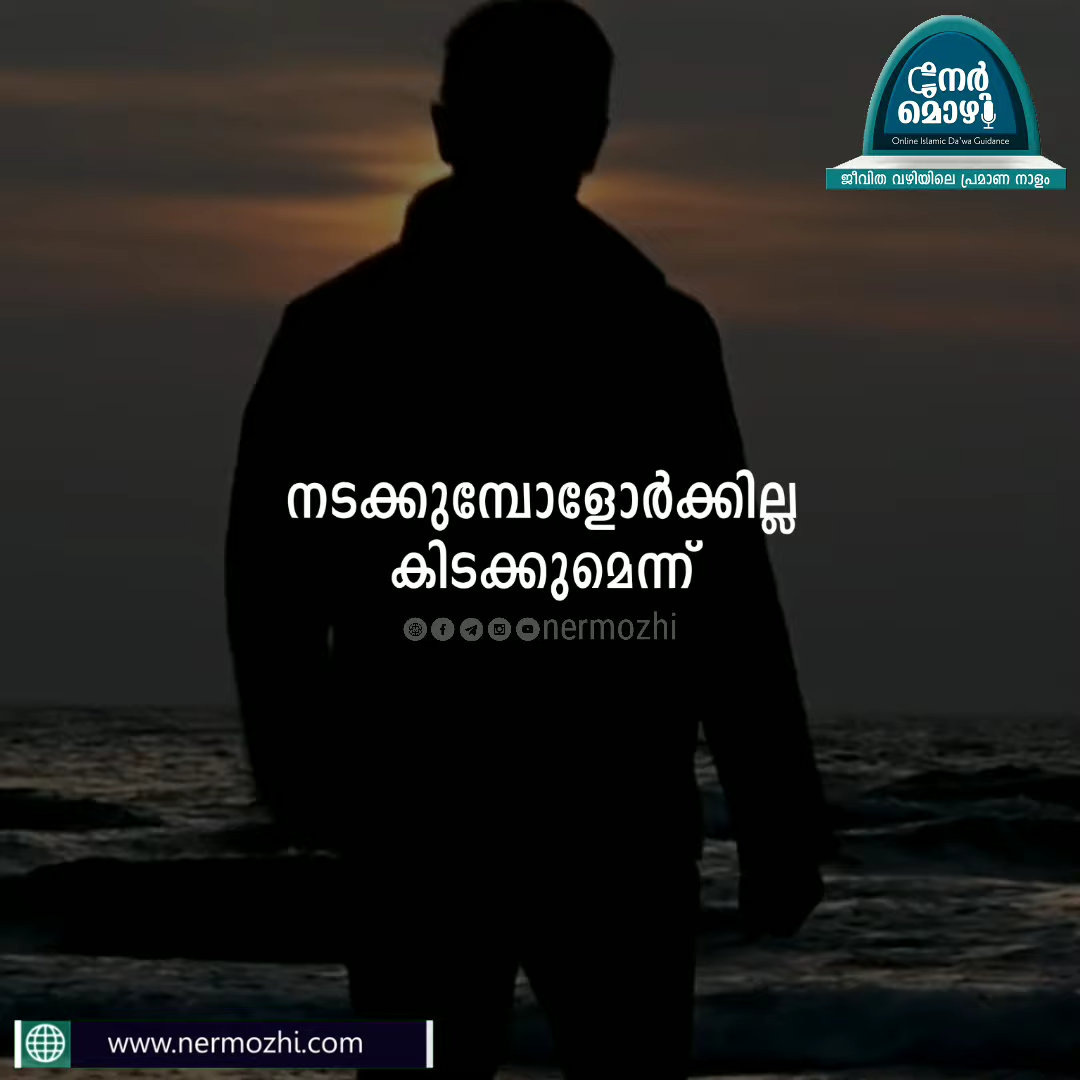 നേർ
മൊഴി
Online Islamic Da'wa Guidance
ജീവിത വഴിയിലെ പ്രമാണ നാളം
നടക്കുമ്പോളോർക്കില്ല
കിടക്കുമെന്ന്
nermozhi
www.nermozhi.com